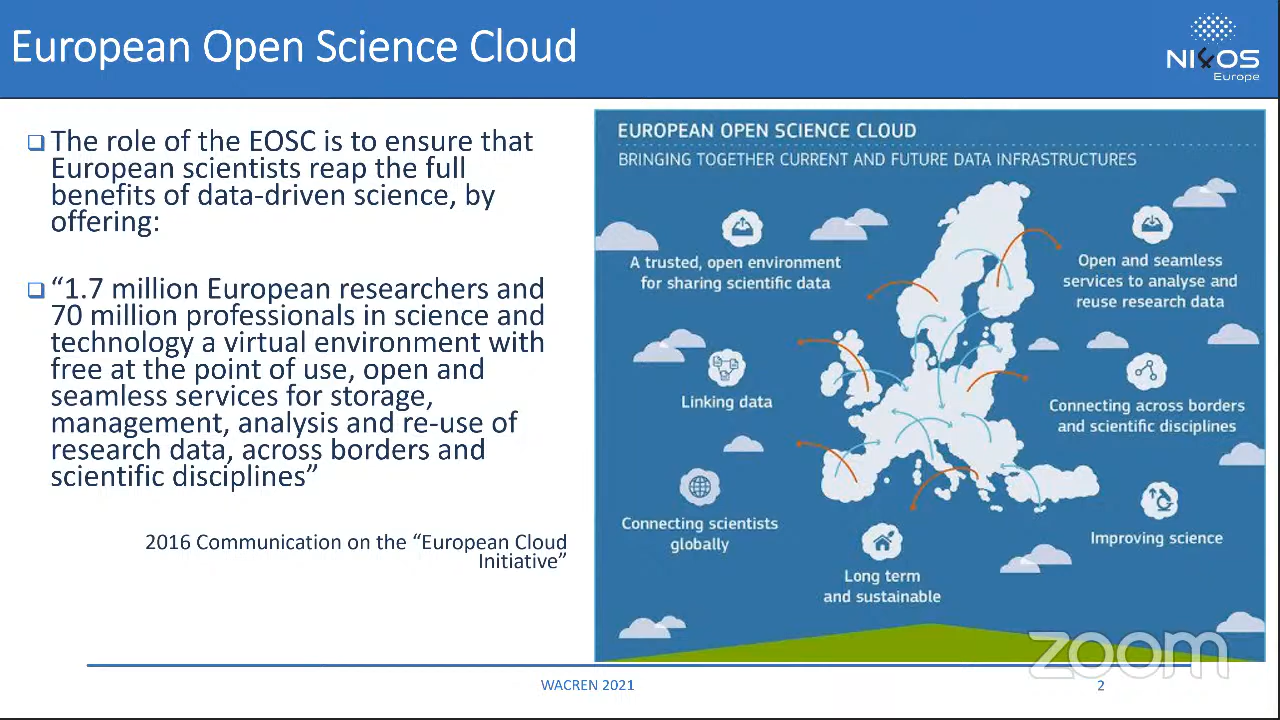 European Open Science Cloud
NI4OS
Europe
The role of the EOSC is to ensure that
European scientists reap the full
benefits of data-driven science, by
offering:
“1.7 million European researchers and
70 million professionals in science and
technology a virtual environment with
free at the point of use, open and
seamless services for storage,
management, analysis and re-use of
research data, across borders and
scientific disciplines”
2016 Communication on the “European Cloud
Initiative”
EUROPEAN OPEN SCIENCE CLOUD
BRINGING TOGETHER CURRENT AND FUTURE DATA INFRASTRUCTURES
A trusted, open environment
for sharing scientific data
Open and seamless
services to analyse and
reuse research data
Linking data
Connecting across borders
and scientific disciplines
Connecting scientists
globally
Improving science
Long term
and sustainable
zoom
WACREN 2021
2